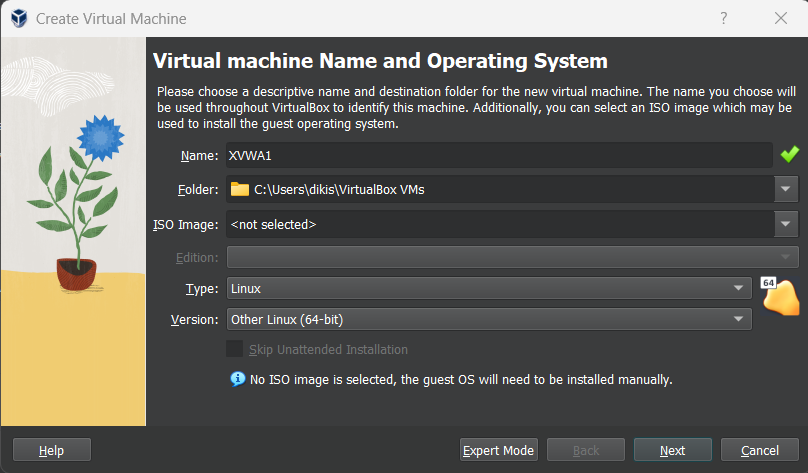 Create Virtual Machine
?
Virtual machine Name and Operating System
Please choose a descriptive name and destination folder for the new virtual machine. The name you choose will
be used throughout VirtualBox to identify this machine. Additionally, you can select an ISO image which may be
used to install the guest operating system.
Name: XVWA1
Folder: C:\Users\dikis\VirtualBox VMs
ISO Image: <not selected>
Edition:
Type: Linux
64
Version: Other Linux (64-bit)
Skip Unattended Installation
No ISO image is selected, the guest OS will need to be installed manually.
Help Expert Mode Back Next Cancel